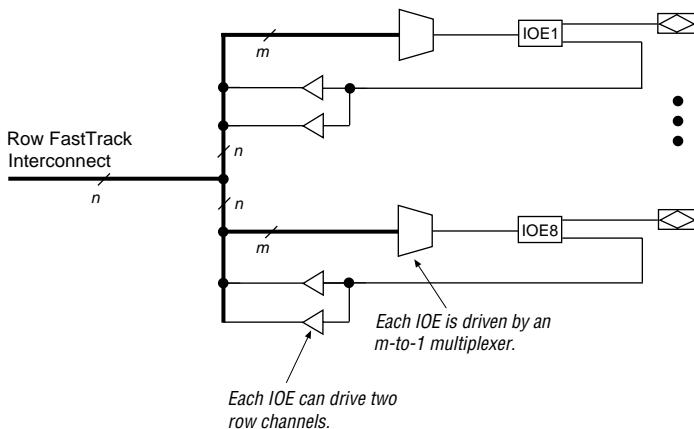 m
IOE1
n
Row FastTrack
Interconnect
n
n
m
IOE8
Each IOE is driven by an
m-to-1 multiplexer.
Each IOE can drive two
row channels.